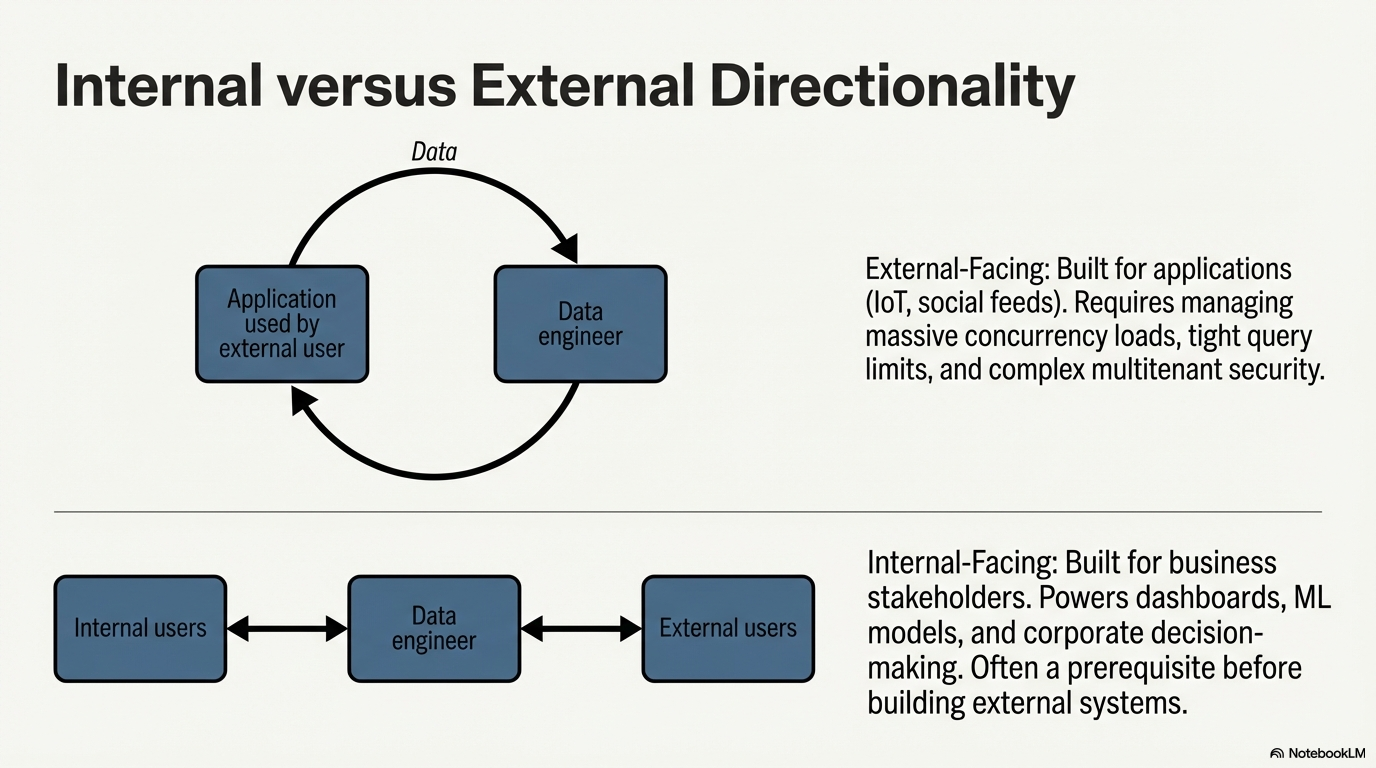 Internal versus External Directionality
Data
Application
used by
external user
Data
engineer
External-Facing: Built for applications
(IoT, social feeds). Requires managing
massive concurrency loads, tight query
limits, and complex multitenant security.
Internal users
Data
engineer
External users
Internal-Facing: Built for business
stakeholders. Powers dashboards, ML
models, and corporate decision-
making. Often a prerequisite before
building external systems.
NotebookLM